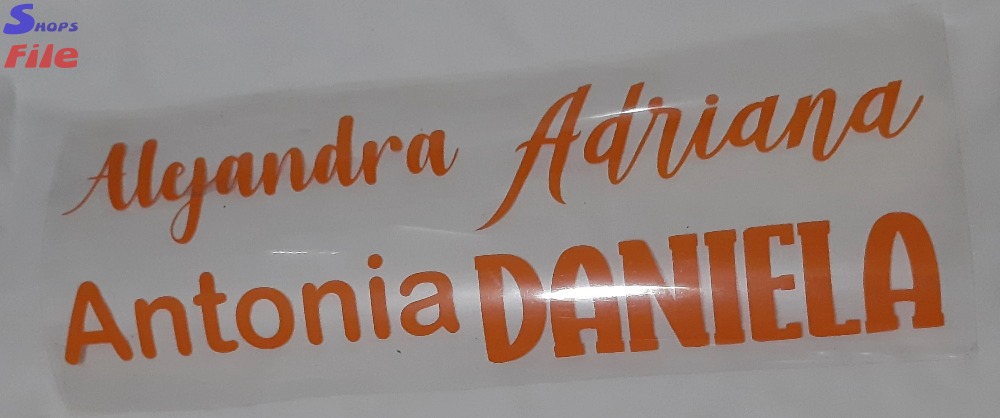 Shops
File
Alejandra Adriana
Antonia DANIELA